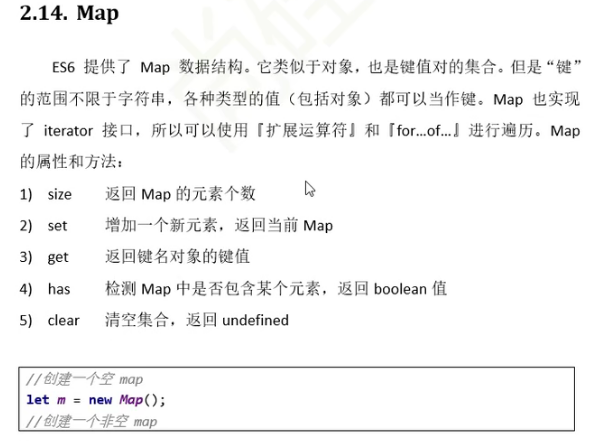 2.14. Map
ES6 提供了 Map 数据结构。它类似于对象，也是键值对的集合。但是“键”
的范围不限于字符串，各种类型的值（包括对象）都可以当作键。Map 也实现
了 iterator 接口，所以可以使用『扩展运算符』和『for…of…』进行遍历。Map
的属性和方法：
1) size 返回 Map 的元素个数
2) set 增加一个新元素，返回当前 Map
3) get 返回键名对象的键值
4) has 检测 Map 中是否包含某个元素，返回 boolean 值
5) clear 清空集合，返回 undefined
//创建一个空 map
let m = new Map();
//创建一个非空 map